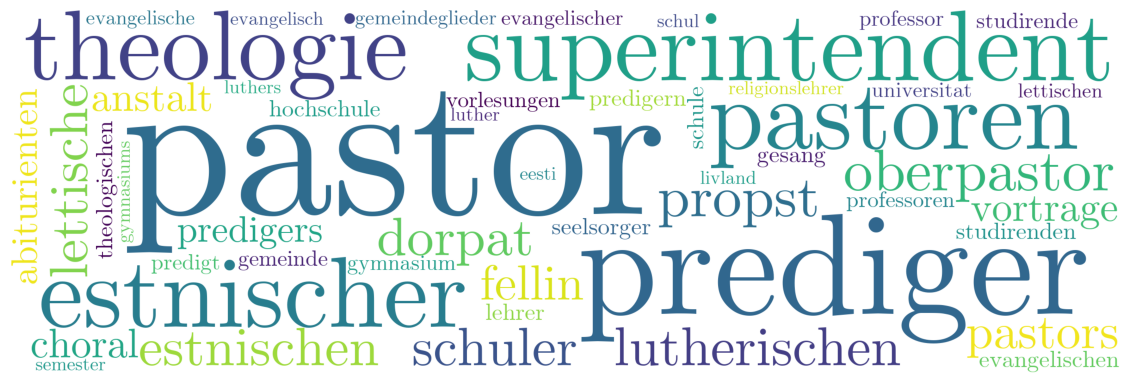 evangelische evangelisch gemeindeglieder evangelischer schul professor studirende
theologie superintendent
luthers anstalt hochschule vorlesungen luther predigern religionslehrer universitat lettischen
abiturienten lettische theologischen gymnasiums pastor schule pastoren
gesang eesti livland oberpastor
propst professoren vortrage
predigers dorpat seelsorger studirenden
predigt gemeinde gymnasium prediger
estnischer fellin lehrer
choral estnischen schuler lutherischen pastors
semester evangelischen